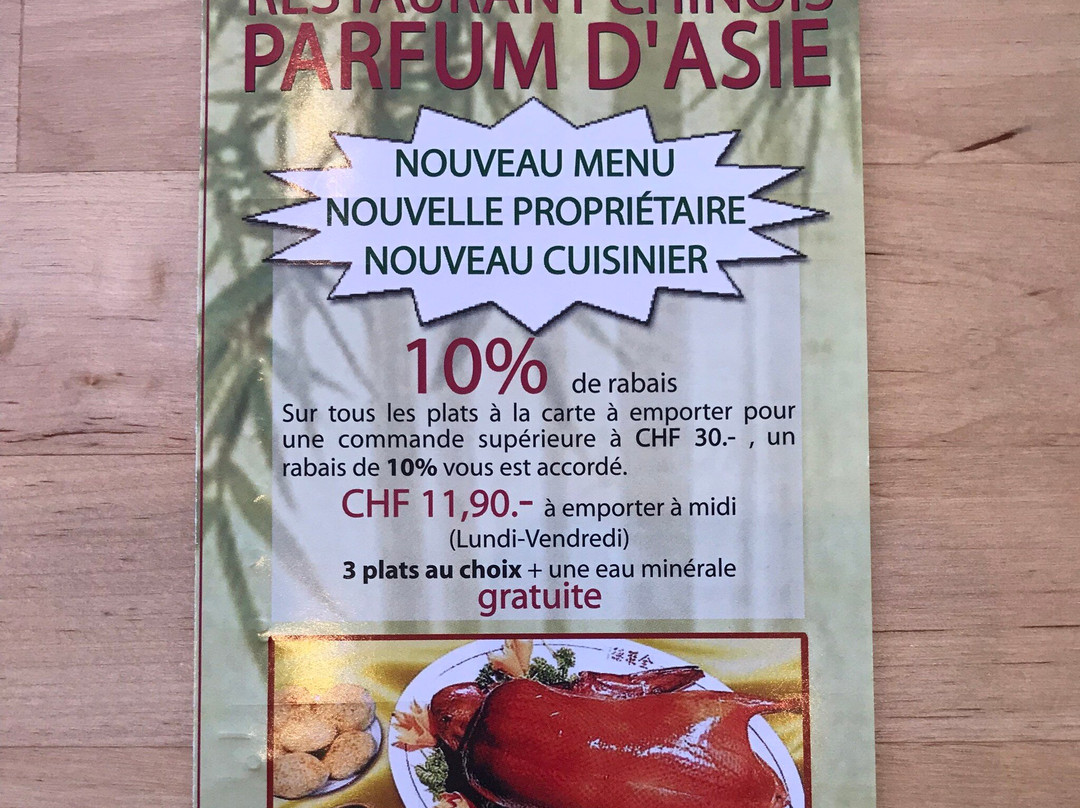 RESTAURANT CHINOIS
PARFUM D'ASIE
NOUVEAU MENU
NOUVELLE PROPRIÉTAIRE
NOUVEAU CUISINIER
10% de rabais
Sur tous les plats à la carte à emporter pour
une commande supérieure à CHF 30.- , un
rabais de 10% vous est accordé.
CHF 11,90.- à emporter à midi
(Lundi-Vendredi)
3 plats au choix + une eau minérale
gratuite